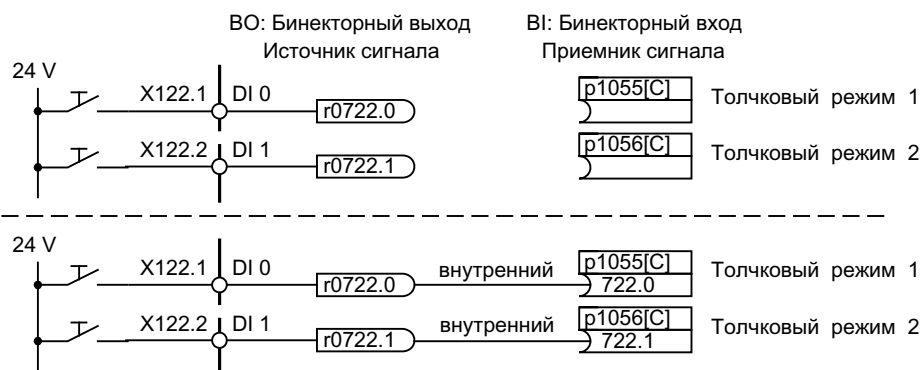 BO: Бинекторный выход BI: Бинекторный вход
Источник сигнала Приемник сигнала
24 V
X122.1 DI 0 r0722.0 p1055[C] Толчковый режим 1
X122.2 DI 1 r0722.1 p1056[C] Толчковый режим 2
24 V
X122.1 DI 0 r0722.0 внутренний p1055[C] 722.0 Толчковый режим 1
X122.2 DI 1 r0722.1 внутренний p1056[C] 722.1 Толчковый режим 2